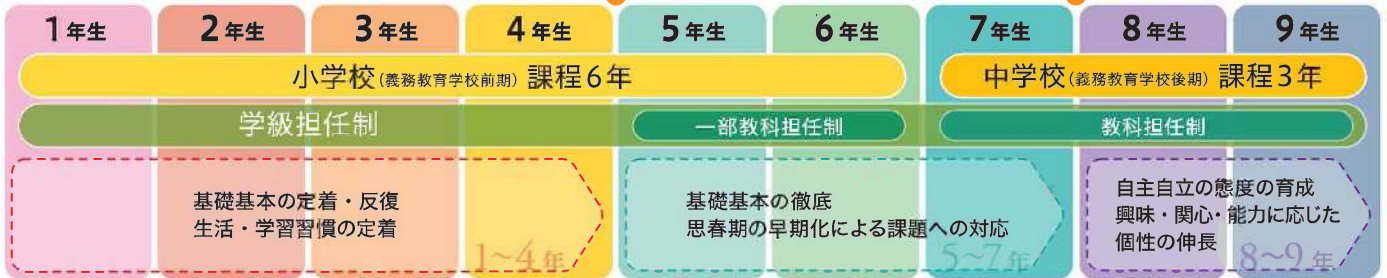 1年生 2年生 3年生 4年生 5年生 6年生 7年生 8年生 9年生
小学校(義務教育学校前期)課程6年
中学校(義務教育学校後期)課程3年
学級担任制
一部教科担任制
教科担任制
基礎基本の定着・反復
生活・学習習慣の定着
1～4年
基礎基本の徹底
思春期の早期化による課題への対応
5～7年
自主自立の態度の育成
興味・関心・能力に応じた
個性の伸長
8～9年